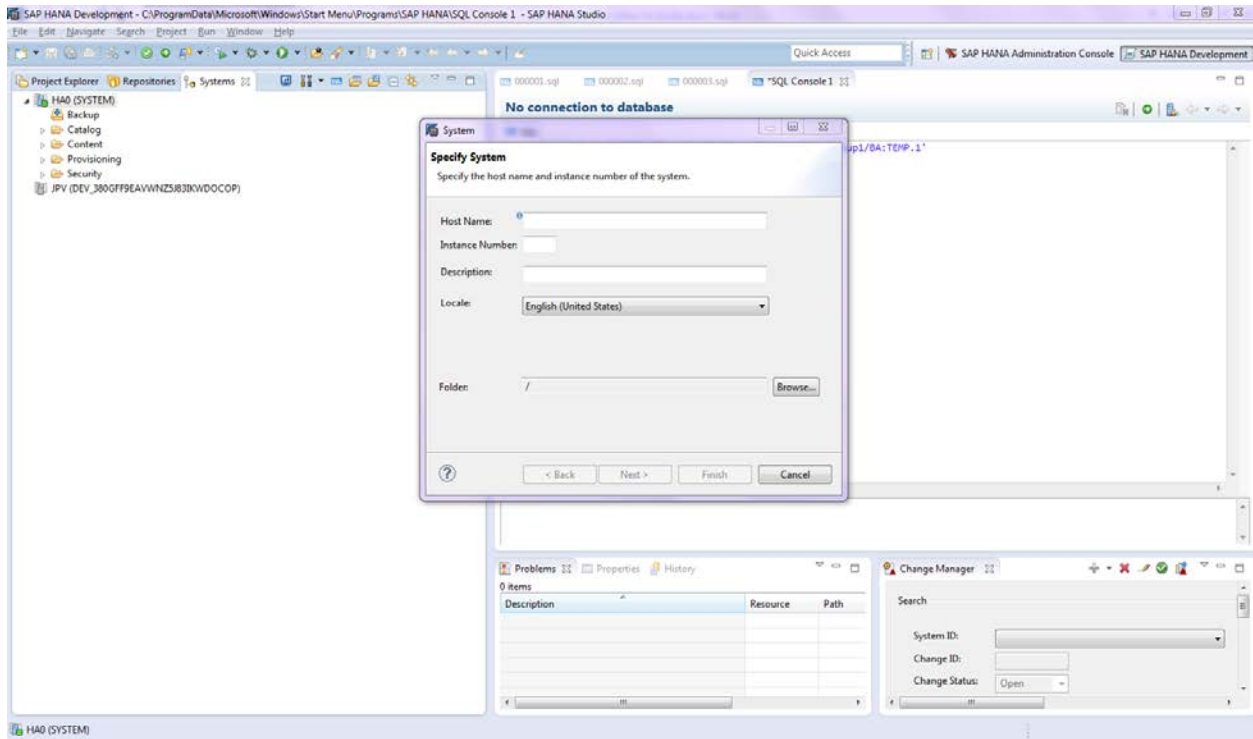 SAP HANA Development - C:\ProgramData\Microsoft\Windows\Start Menu\Programs\SAP HANA\SQL Console 1 - SAP HANA Studio
File Edit Navigate Search Project Run Window Help
Quick Access
SAP HANA Administration Console
SAP HANA Development
Project Explorer
Repositories
Systems
000001.sql
000002.sql
000003.sql
*SQL Console 1
HA0 (SYSTEM)
Backup
Catalog
Content
Provisioning
Security
No connection to database
up1/0A:TEMP.1'
System
Specify System
Specify the host name and instance number of the system.
Host Name:
Instance Number:
Description:
Locale:
English (United States)
Folder:
/
Browse...
< Back
Next >
Finish
Cancel
Problems
Properties
History
0 items
Description
Resource
Path
Change Manager
Search
System ID:
Change ID:
Change Status:
Open
HA0 (SYSTEM)